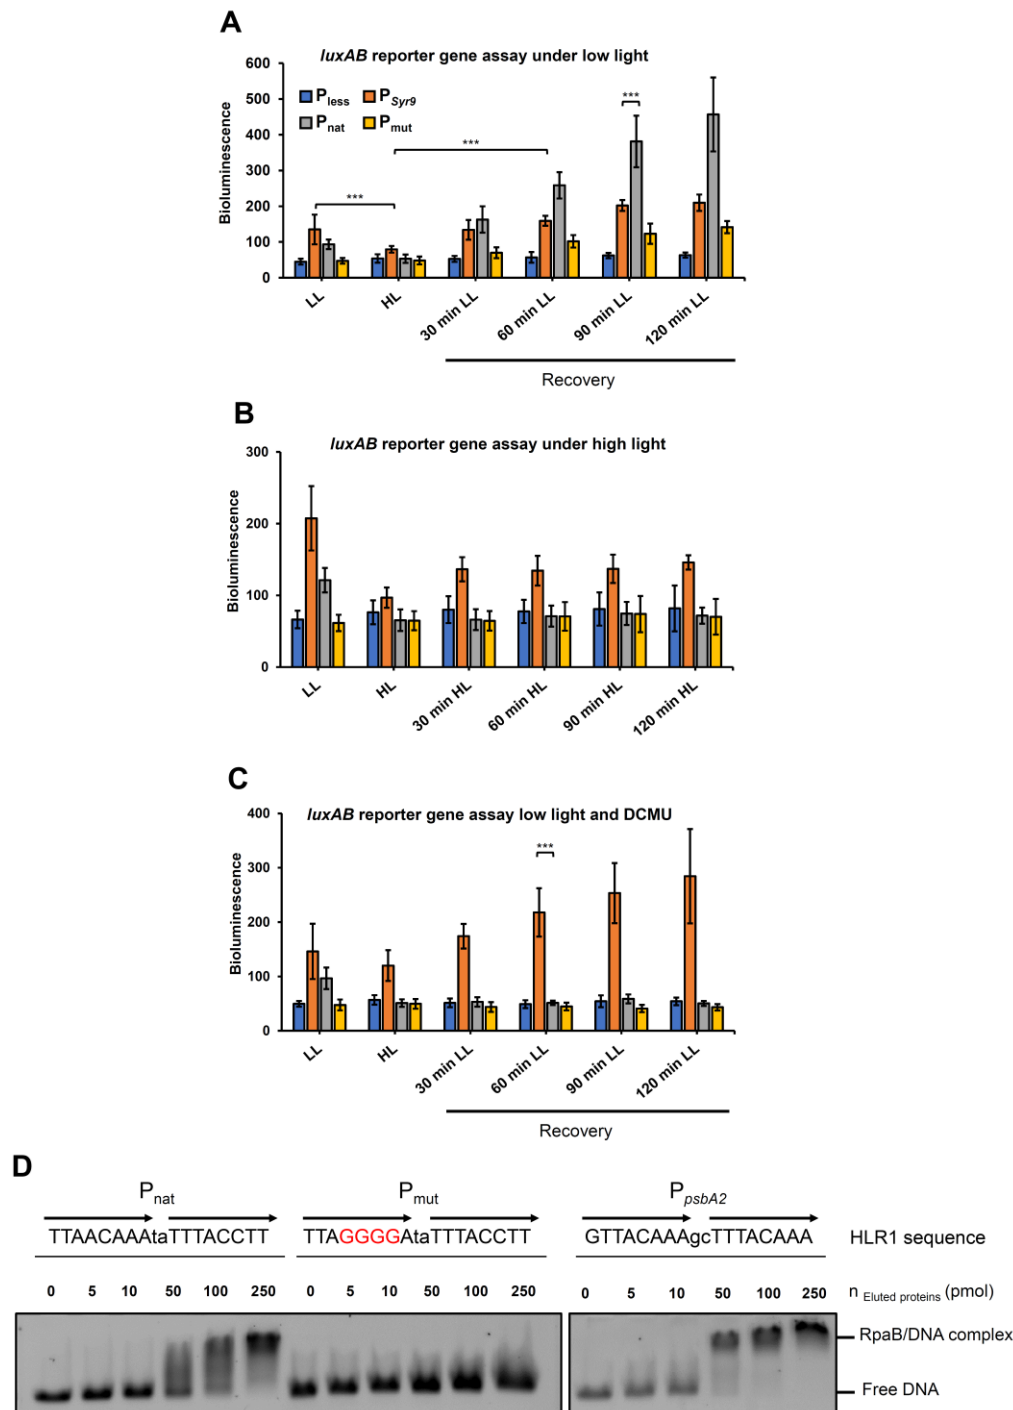 A
luxAB reporter gene assay under low light
Bioluminescence
600
500
400
300
200
100
0
Pless PSyr9
Pnat Pmut
***
***
***
LL HL 30 min LL 60 min LL 90 min LL 120 min LL
Recovery
B
luxAB reporter gene assay under high light
Bioluminescence
300
200
100
0
LL HL 30 min HL 60 min HL 90 min HL 120 min HL
C
luxAB reporter gene assay low light and DCMU
Bioluminescence
400
300
200
100
0
***
LL HL 30 min LL 60 min LL 90 min LL 120 min LL
Recovery
D
Pnat Pmut PpsbA2
TTAACAAAtaTTTACCTT TTAGGGGAtaTTTACCTT GTTACAAAgcTTTACAAA HLR1 sequence
0 5 10 50 100 250 0 5 10 50 100 250 0 5 10 50 100 250 n Eluted proteins (pmol)
RpaB/DNA complex
Free DNA